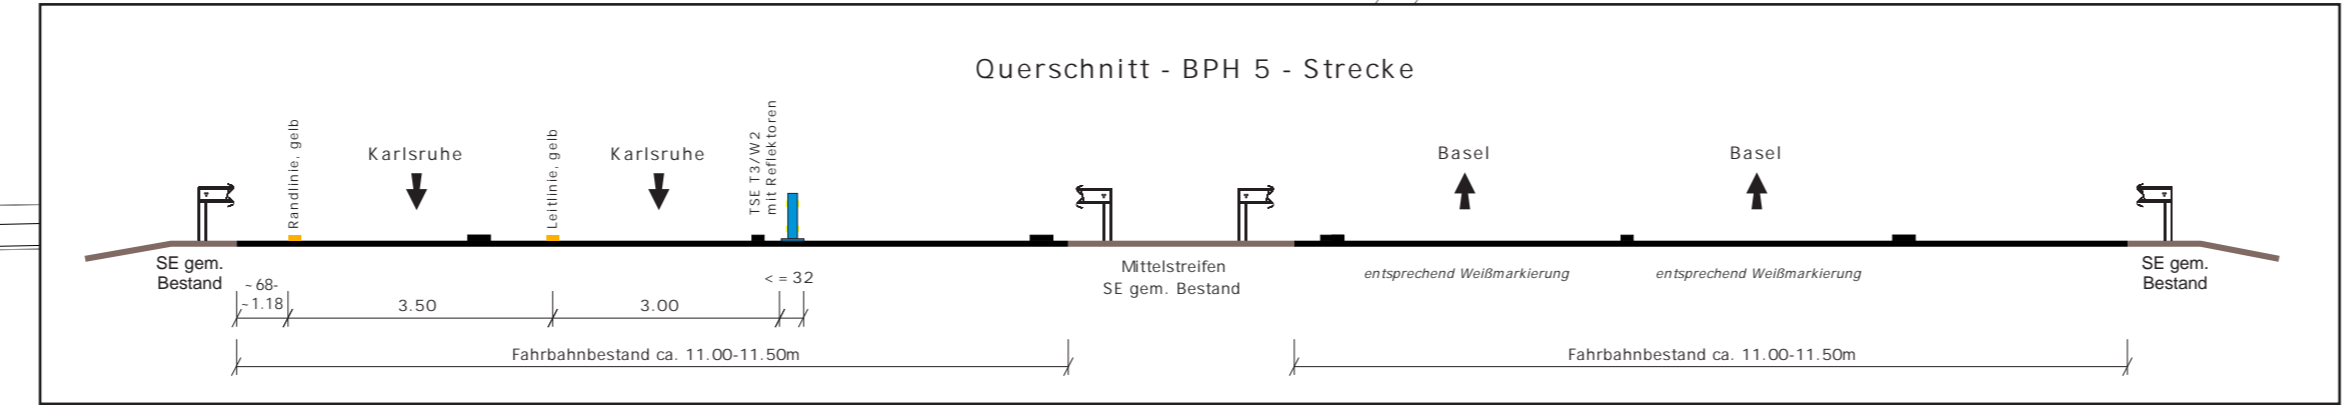 Querschnitt - BPH 5 - Strecke
Randlinie, gelb
Karlsruhe
Leitlinie, gelb
Karlsruhe
TSE T3/W2
mit Reflektoren
Basel
Basel
SE gem.
Bestand
~68-
~1.18
3.50
3.00
<=32
Mittelstreifen
SE gem. Bestand
entsprechend Weißmarkierung
entsprechend Weißmarkierung
SE gem.
Bestand
Fahrbahnbestand ca. 11.00-11.50m
Fahrbahnbestand ca. 11.00-11.50m